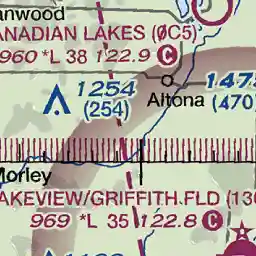 anwood
ANADIAN LAKES (Ø C5)
960 *L 38 122.9 C
1254
(254)
147
(470)
Altona
Morley
AKEVIEW/GRIFFITH FLD (13
969 *L 35 122.8 C